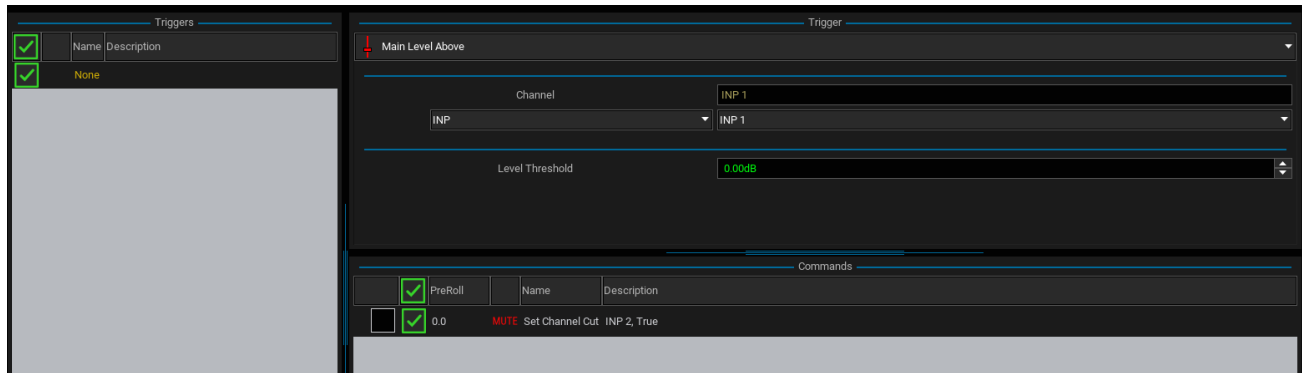 Triggers
Name Description
None
Trigger
Main Level Above
Channel INP 1
INP INP 1
Level Threshold 0.00dB
Commands
PreRoll Name Description
0.0 MUTE Set Channel Cut INP 2, True